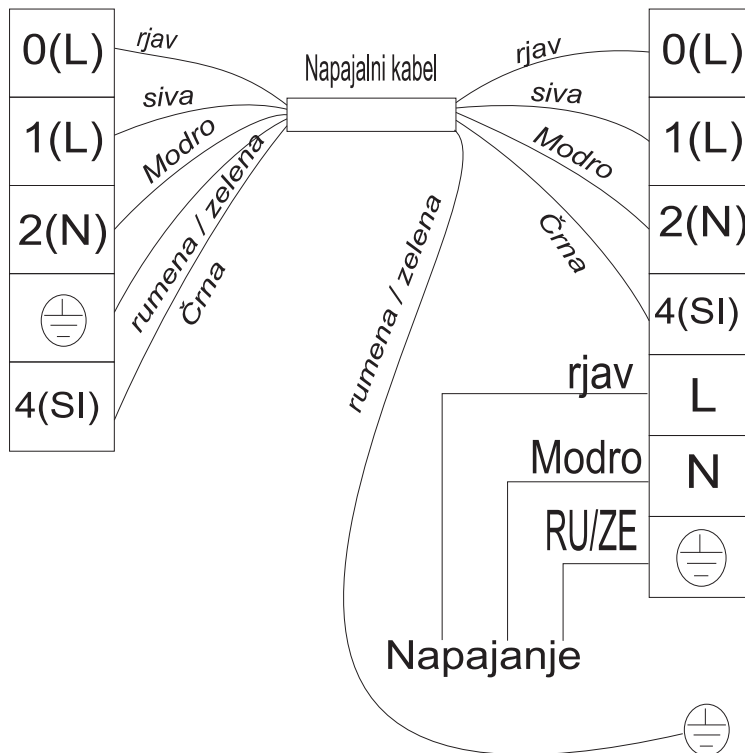 0(L)
1(L)
2(N)
4(SI)
rjav
siva
Modro
rumena / zelena
Črna
Napajalni kabel
rjav
siva
Modro
Črna
rumena / zelena
0(L)
1(L)
2(N)
4(SI)
L
N
rjav
Modro
RU/ZE
Napajanje